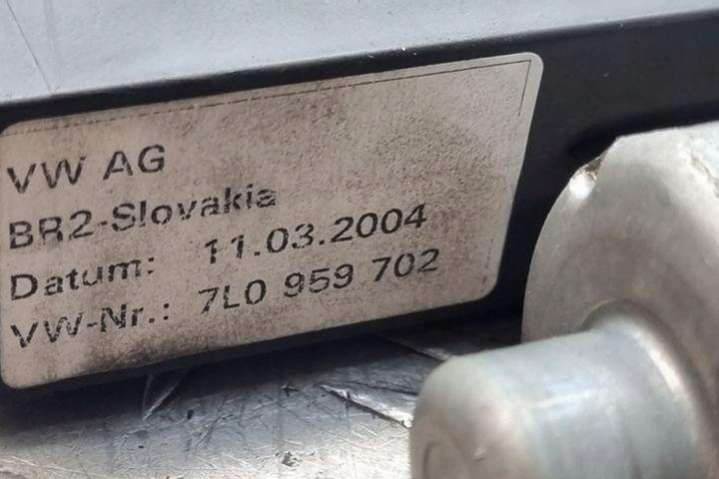 VW AG
BR2-Slovakia
Datum: 11.03.2004
VW-Nr.: 7L0 959 702